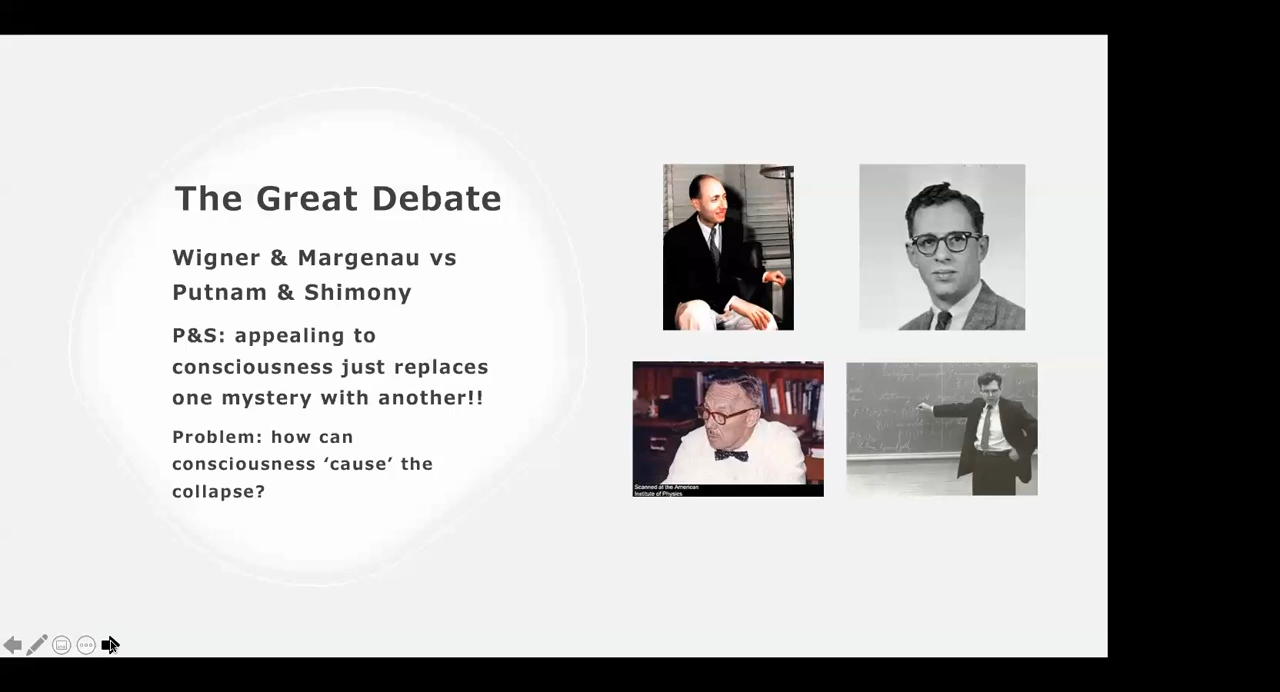 The Great Debate
Wigner & Margenau vs
Putnam & Shimony
P&S: appealing to
consciousness just replaces
one mystery with another!!
Problem: how can
consciousness ‘cause’ the
collapse?
Scanned at the American
Institute of Physics